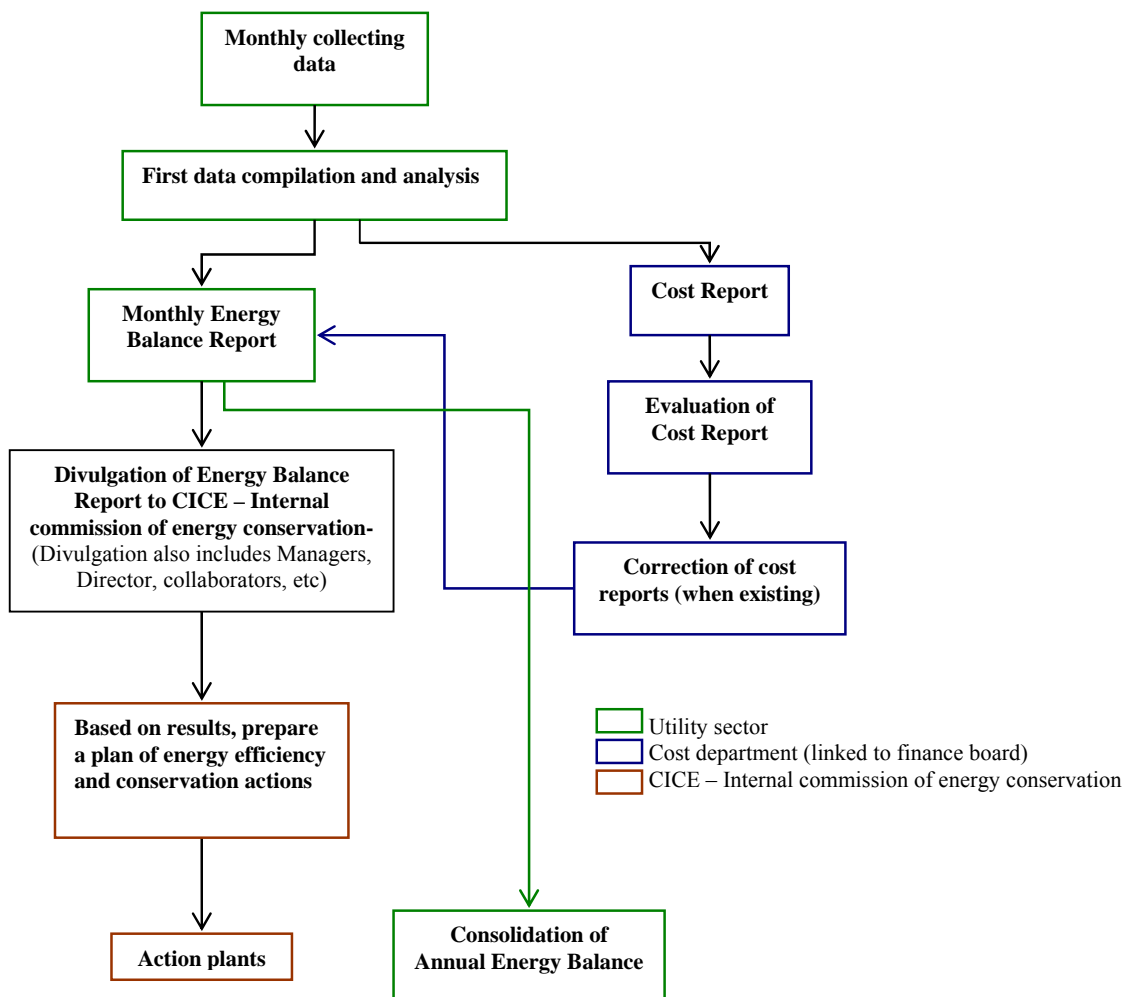 Monthly collecting
data
First data compilation and analysis
Monthly Energy
Balance Report
Cost Report
Evaluation of
Cost Report
Divulgation of Energy Balance
Report to CICE – Internal
commission of energy conservation-
(Divulgation also includes Managers,
Director, collaborators, etc)
Correction of cost
reports (when existing)
Based on results, prepare
a plan of energy efficiency
and conservation actions
Utility sector
Cost department (linked to finance board)
CICE – Internal commission of energy conservation
Action plants
Consolidation of
Annual Energy Balance